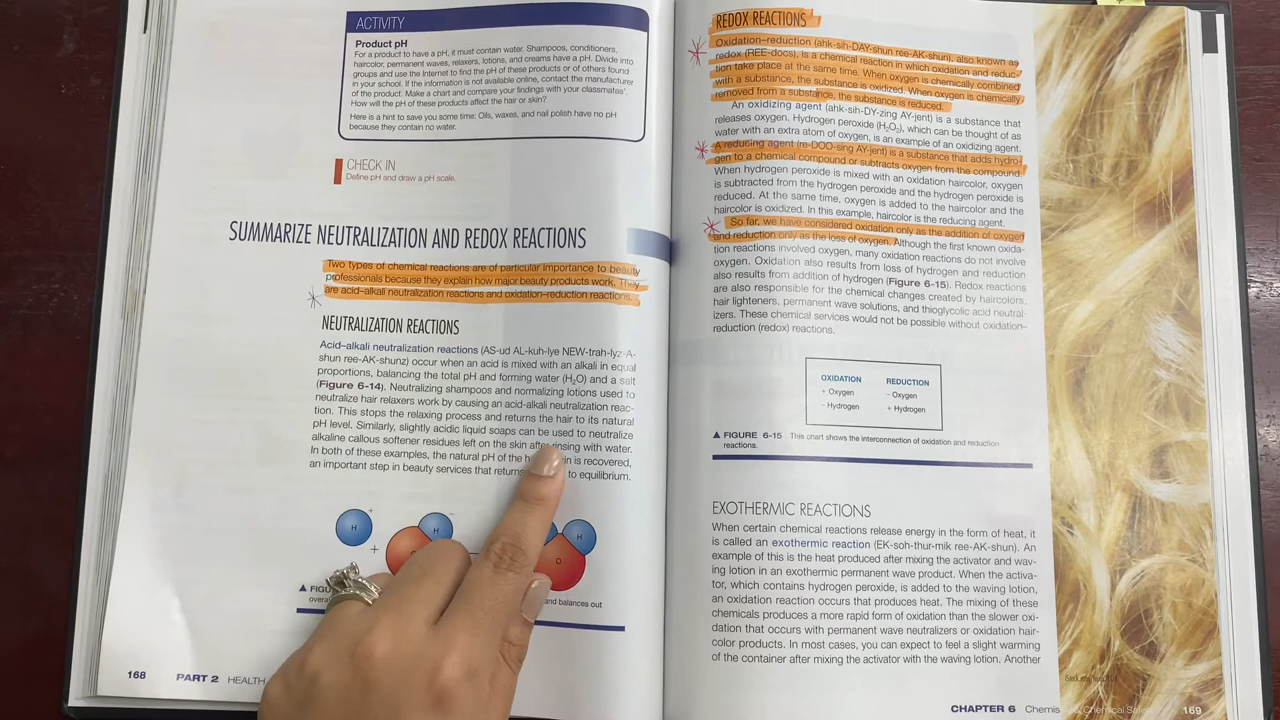 ACTIVITY
Product pH
For a product to have a pH, it must contain water. Shampoos, conditioners,
haircolor, permanent waves, relaxers, lotions, and creams have a pH. Divide into
groups and use the Internet to find the pH of these products or of others found
in your school. If the information is not available online, contact the manufacturer
of the product. Make a chart and compare your findings with your classmates'.
How will the pH of these products affect the hair or skin?
Here is a hint to save you some time: Oils, waxes, and nail polish have no pH
because they contain no water.
CHECK IN
Define pH and draw a pH scale.
SUMMARIZE NEUTRALIZATION AND REDOX REACTIONS
Two types of chemical reactions are of particular importance to beauty
professionals because they explain how major beauty products work. They
are acid–alkali neutralization reactions and oxidation–reduction reactions.
NEUTRALIZATION REACTIONS
Acid–alkali neutralization reactions (AS-ud AL-kuh-lye NEW-trah-lyz-A-
shun ree-AK-shunz) occur when an acid is mixed with an alkali in equal
proportions, balancing the total pH and forming water (H₂O) and a salt
(Figure 6-14). Neutralizing shampoos and normalizing lotions used to
neutralize hair relaxers work by causing an acid-alkali neutralization reac-
tion. This stops the relaxing process and returns the hair to its natural
pH level. Similarly, slightly acidic liquid soaps can be used to neutralize
alkaline callous softener residues left on the skin after rinsing with water.
In both of these examples, the natural pH of the is recovered,
an important step in beauty services that returns to equilibrium.
H + H O H O
overa and balances out
168 PART 2 HEALTH
REDOX REACTIONS
Oxidation–reduction (ahk-sih-DAY-shun ree-AK-shun), also known as
redox (REE-docs), is a chemical reaction in which oxidation and reduc-
tion take place at the same time. When oxygen is chemically combined
with a substance, the substance is oxidized. When oxygen is chemically
removed from a substance, the substance is reduced.
An oxidizing agent (ahk-sih-DY-zing AY-jent) is a substance that
releases oxygen. Hydrogen peroxide (H₂O₂), which can be thought of as
water with an extra atom of oxygen, is an example of an oxidizing agent.
A reducing agent (re-DOO-sing AY-jent) is a substance that adds hydro-
gen to a chemical compound or subtracts oxygen from the compound.
When hydrogen peroxide is mixed with an oxidation haircolor, oxygen
is subtracted from the hydrogen peroxide and the hydrogen peroxide is
reduced. At the same time, oxygen is added to the haircolor and the
haircolor is oxidized. In this example, haircolor is the reducing agent.
So far, we have considered oxidation only as the addition of oxygen
and reduction only as the loss of oxygen. Although the first known oxida-
tion reactions involved oxygen, many oxidation reactions do not involve
oxygen. Oxidation also results from loss of hydrogen and reduction
also results from addition of hydrogen (Figure 6-15). Redox reactions
are also responsible for the chemical changes created by haircolors,
hair lighteners, permanent wave solutions, and thioglycolic acid neutral-
izers. These chemical services would not be possible without oxidation–
reduction (redox) reactions.
OXIDATION REDUCTION
+ Oxygen − Oxygen
− Hydrogen + Hydrogen
▲ FIGURE 6-15 This chart shows the interconnection of oxidation and reduction
reactions.
EXOTHERMIC REACTIONS
When certain chemical reactions release energy in the form of heat, it
is called an exothermic reaction (EK-soh-thur-mik ree-AK-shun). An
example of this is the heat produced after mixing the activator and wav-
ing lotion in an exothermic permanent wave product. When the activa-
tor, which contains hydrogen peroxide, is added to the waving lotion,
an oxidation reaction occurs that produces heat. The mixing of these
chemicals produces a more rapid form of oxidation than the slower oxi-
dation that occurs with permanent wave neutralizers or oxidation hair-
color products. In most cases, you can expect to feel a slight warming
of the container after mixing the activator with the waving lotion. Another
CHAPTER 6 Chemis Chemical 169